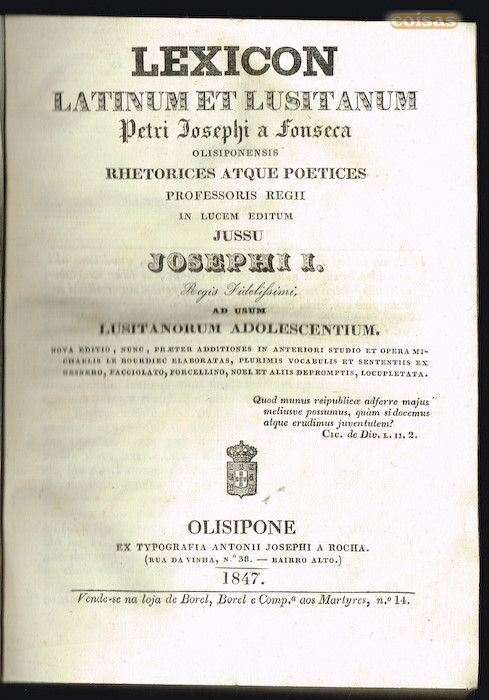 coisas
LEXICON
LATINUM ET LUSITANUM
Petri Josephi a Fonseca
OLISIPONENSIS
RHETORICES ATQUE POETICES
PROFESSORIS REGII
IN LUCEM EDITUM
JUSSU
JOSEPHI I.
Regis Fidelissimi,
AD USUM
LUSITANORUM ADOLESCENTIUM.
NOVA EDITIO, NUNC, PRÆTER ADDITIONES IN ANTERIORI STUDIO ET OPERA MI-
CHAELIS LE BOURDIEC ELABORATAS, PLURIMIS VOCABULIS ET SENTENTIIS EX
GESNERO, FACCIOLATO, FORCELLINO, NOEL ET ALIIS DEPROMPTIS, LOCUPLETATA.
Quod munus reipublicæ adferre majus
meliusve possumus, quàm si docemus
atque erudimus juventutem?
CIC. de Div. L. II. 2.
OLISIPONE
EX TYPOGRAFIA ANTONII JOSEPHI A ROCHA.
(RUA DA VINHA, N.º 38. — BAIRRO ALTO.)
1847.
Vende-se na loja de Borel, Borel e Comp.ª aos Martyres, n.º 14.